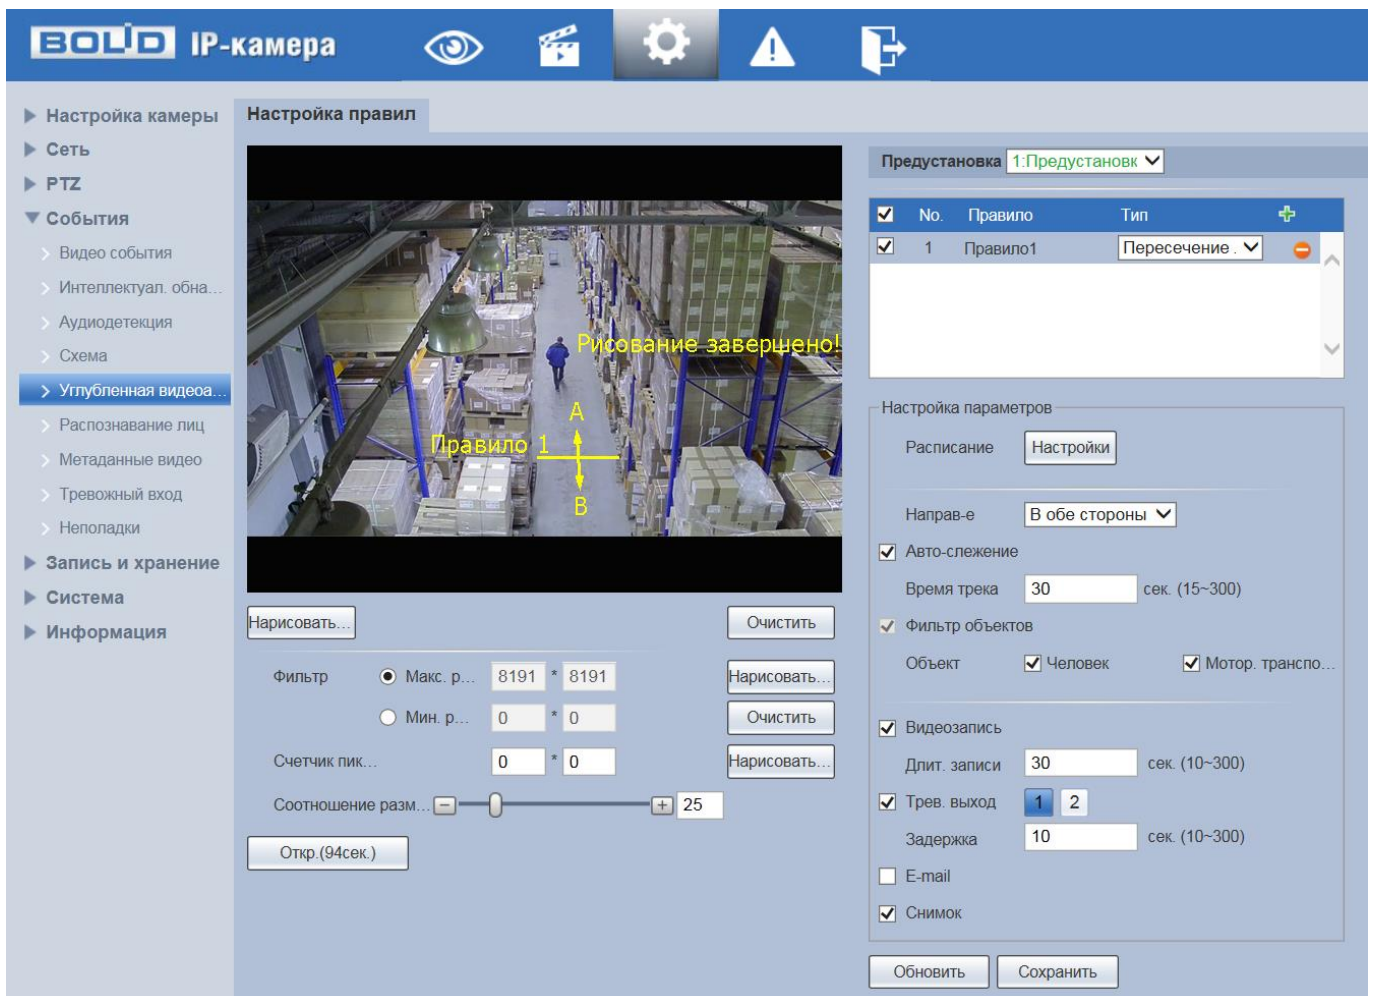 BOLID IP-камера
Настройка камеры
Сеть
PTZ
События
Видео события
Интеллектуал. обна...
Аудиодетекция
Схема
Углубленная видеоа...
Распознавание лиц
Метаданные видео
Тревожный вход
Неполадки
Запись и хранение
Система
Информация
Настройка правил
Рисование завершено!
A
Правило 1
B
Нарисовать...
Очистить
Фильтр Макс. р... 8191 * 8191 Нарисовать...
Мин. р... 0 * 0 Очистить
Счетчик пик... 0 * 0 Нарисовать...
Соотношение разм... 25
Откр.(94сек.)
Предустановка 1:Предустановк
No. Правило Тип
1 Правило1 Пересечение .
Настройка параметров
Расписание Настройки
Направ-е В обе стороны
Авто-слежение
Время трека 30 сек. (15~300)
Фильтр объектов
Объект Человек Мотор. транспо...
Видеозапись
Длит. записи 30 сек. (10~300)
Трев. выход 1 2
Задержка 10 сек. (10~300)
E-mail
Снимок
Обновить Сохранить